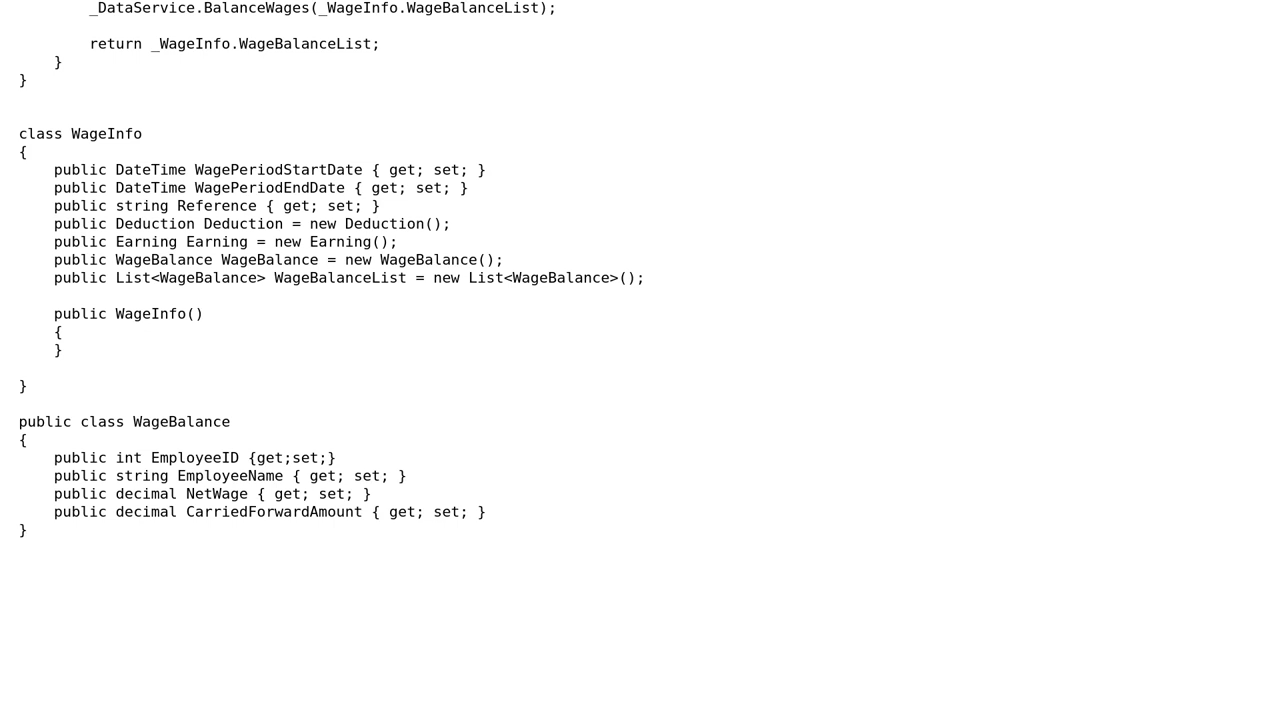 _DataService.BalanceWages(_WageInfo.WageBalanceList);

        return _WageInfo.WageBalanceList;
    }
}


class WageInfo
{
    public DateTime WagePeriodStartDate { get; set; }
    public DateTime WagePeriodEndDate { get; set; }
    public string Reference { get; set; }
    public Deduction Deduction = new Deduction();
    public Earning Earning = new Earning();
    public WageBalance WageBalance = new WageBalance();
    public List<WageBalance> WageBalanceList = new List<WageBalance>();

    public WageInfo()
    {
    }

}

public class WageBalance
{
    public int EmployeeID {get;set;}
    public string EmployeeName { get; set; }
    public decimal NetWage { get; set; }
    public decimal CarriedForwardAmount { get; set; }
}